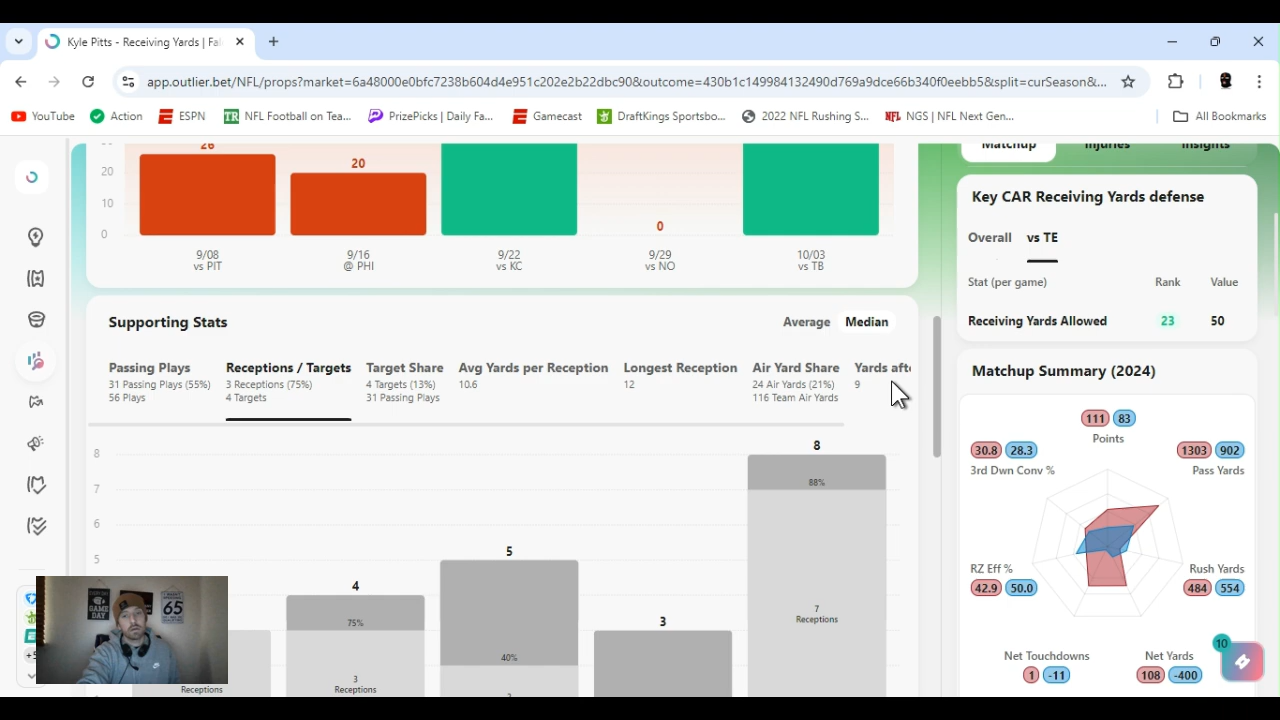 Kyle Pitts - Receiving Yards | Fal
app.outlier.bet/NFL/props?market=6a48000e0bfc7238b604d4e951c202e2b22dbc90&outcome=430b1c149984132490d769a9dce66b340f0eebb5&split=curSeason&...
YouTube Action ESPN NFL Football on Tea... PrizePicks | Daily Fa... Gamecast DraftKings Sportsbo... 2022 NFL Rushing S... NGS | NFL Next Gen... All Bookmarks
Matchup Injuries Insights
26 20
20
10
0
0
9/08 9/16 9/22 9/29 10/03
vs PIT @ PHI vs KC vs NO vs TB
Key CAR Receiving Yards defense
Overall vs TE
Stat (per game) Rank Value
Receiving Yards Allowed 23 50
Supporting Stats Average Median
Passing Plays Receptions / Targets Target Share Avg Yards per Reception Longest Reception Air Yard Share Yards afte
31 Passing Plays (55%) 3 Receptions (75%) 4 Targets (13%) 10.6 12 24 Air Yards (21%) 9
56 Plays 4 Targets 31 Passing Plays 116 Team Air Yards
8 8
88%
7
6
5 5
4
75%
40%
3
7
Receptions
3
Receptions
Receptions
Matchup Summary (2024)
111 83
Points
30.8 28.3 1303 902
3rd Dwn Conv % Pass Yards
RZ Eff % Rush Yards
42.9 50.0 484 554
Net Touchdowns Net Yards
1 -11 108 -400
10
GAME
DAY
65